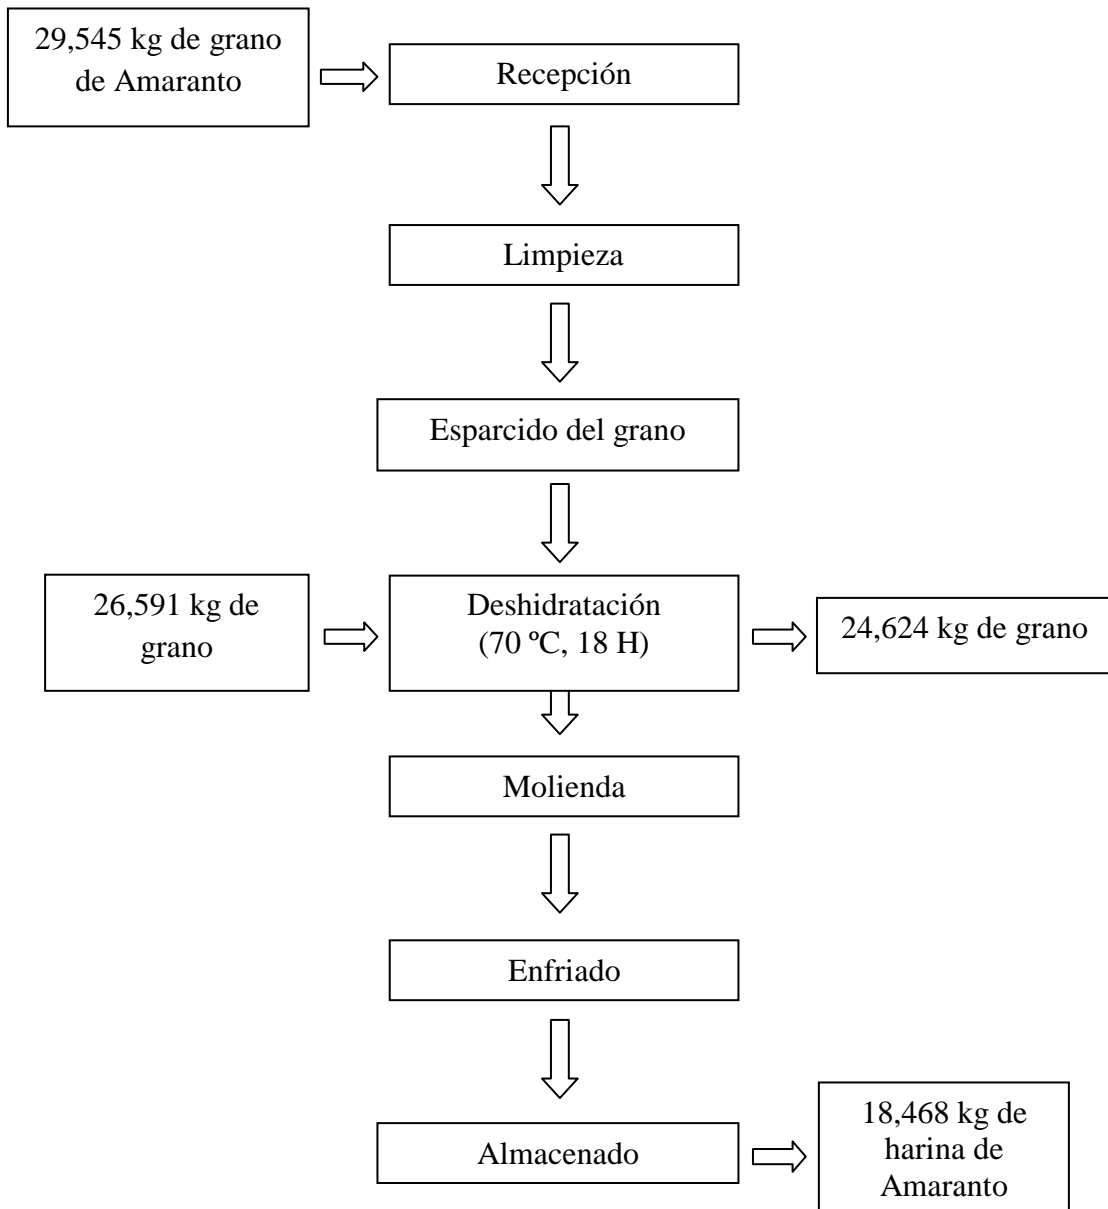 29,545 kg de grano
de Amaranto
Recepción
Limpieza
Esparcido del grano
26,591 kg de
grano
Deshidratación
(70 ºC, 18 H)
24,624 kg de grano
Molienda
Enfriado
Almacenado
18,468 kg de
harina de
Amaranto